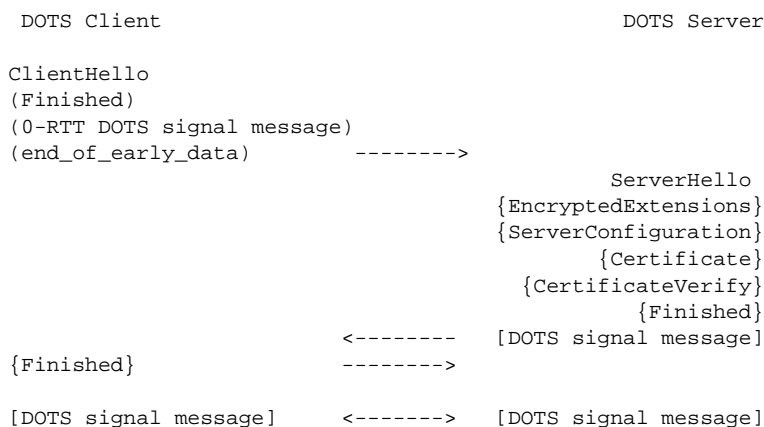 DOTS Client                                              DOTS Server
ClientHello
(Finished)
(0-RTT DOTS signal message)
(end_of_early_data)        -------->
ServerHello
{EncryptedExtensions}
{ServerConfiguration}
{Certificate}
{CertificateVerify}
{Finished}
<--------   [DOTS signal message]
{Finished}                -------->
[DOTS signal message]     <------->   [DOTS signal message]